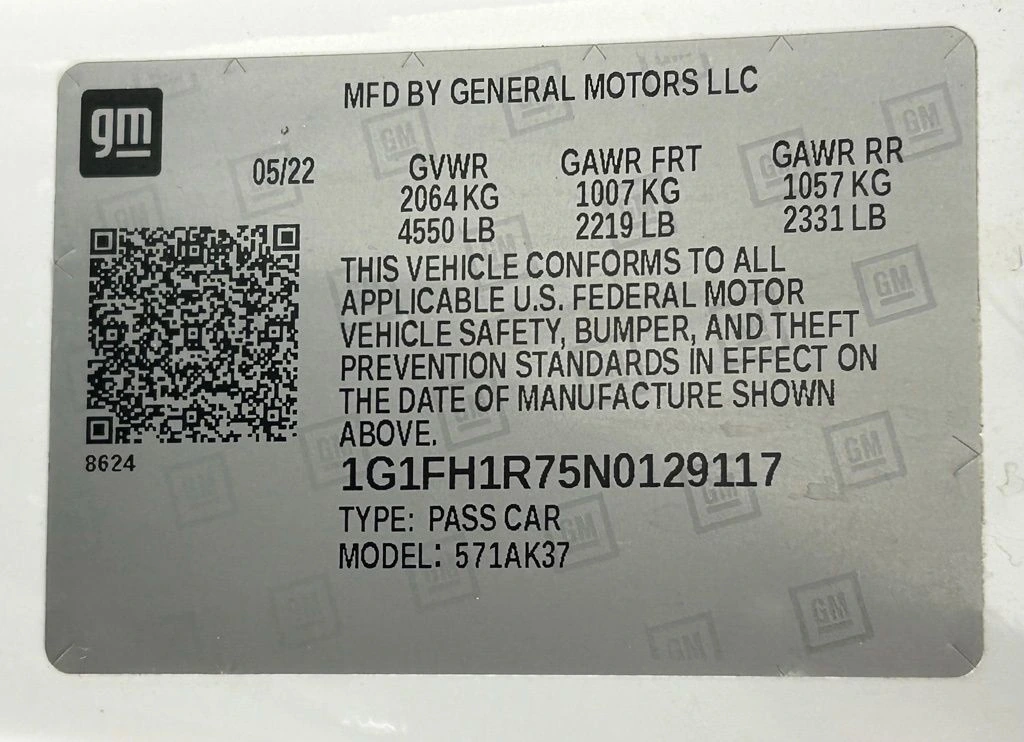 gm
MFD BY GENERAL MOTORS LLC
05/22 GVWR GAWR FRT GAWR RR
2064 KG 1007 KG 1057 KG
4550 LB 2219 LB 2331 LB
THIS VEHICLE CONFORMS TO ALL
APPLICABLE U.S. FEDERAL MOTOR
VEHICLE SAFETY, BUMPER, AND THEFT
PREVENTION STANDARDS IN EFFECT ON
THE DATE OF MANUFACTURE SHOWN
ABOVE.
8624
1G1FH1R75N0129117
TYPE: PASS CAR
MODEL: 571AK37